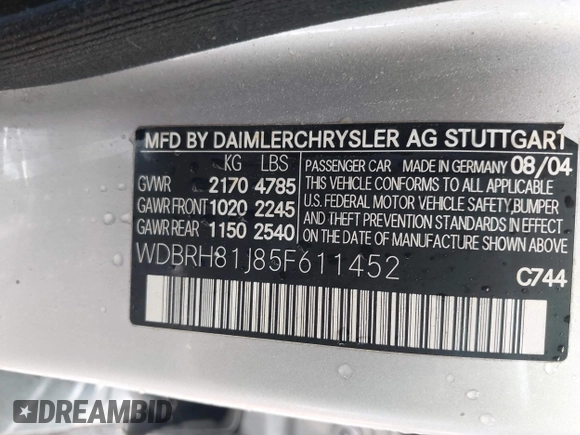 MFD BY DAIMLERCHRYSLER AG STUTTGART
KG LBS
GVWR 2170 4785
GAWR FRONT 1020 2245
GAWR REAR 1150 2540
PASSENGER CAR MADE IN GERMANY 08/04
THIS VEHICLE CONFORMS TO ALL APPLICABLE
U.S. FEDERAL MOTOR VEHICLE SAFETY, BUMPER
AND THEFT PREVENTION STANDARDS IN EFFECT
ON THE DATE OF MANUFACTURE SHOWN ABOVE.
WDBRH81J85F611452
C744
DREAMBID